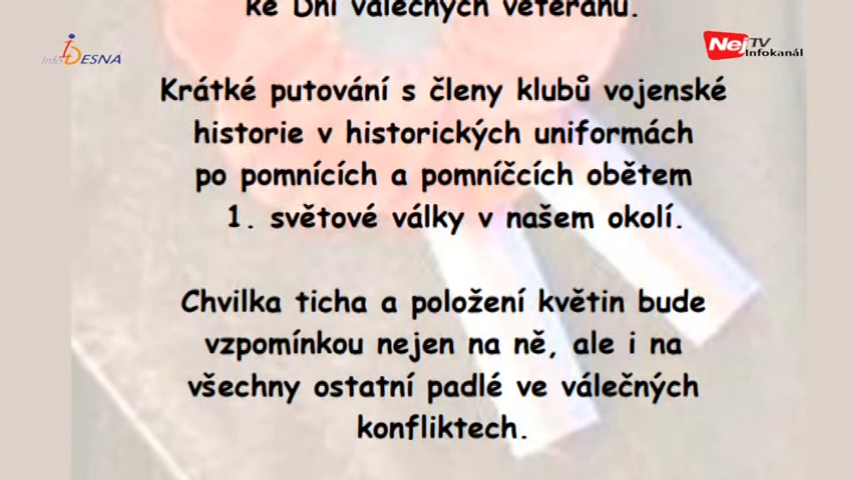 ke Dni válečných veteránů.
Info DESNÁ
Nej TV
Infokanál
Krátké putování s členy klubů vojenské
historie v historických uniformách
po pomnících a pomníčcích obětem
1. světové války v našem okolí.
Chvilka ticha a položení květin bude
vzpomínkou nejen na ně, ale i na
všechny ostatní padlé ve válečných
konfliktech.